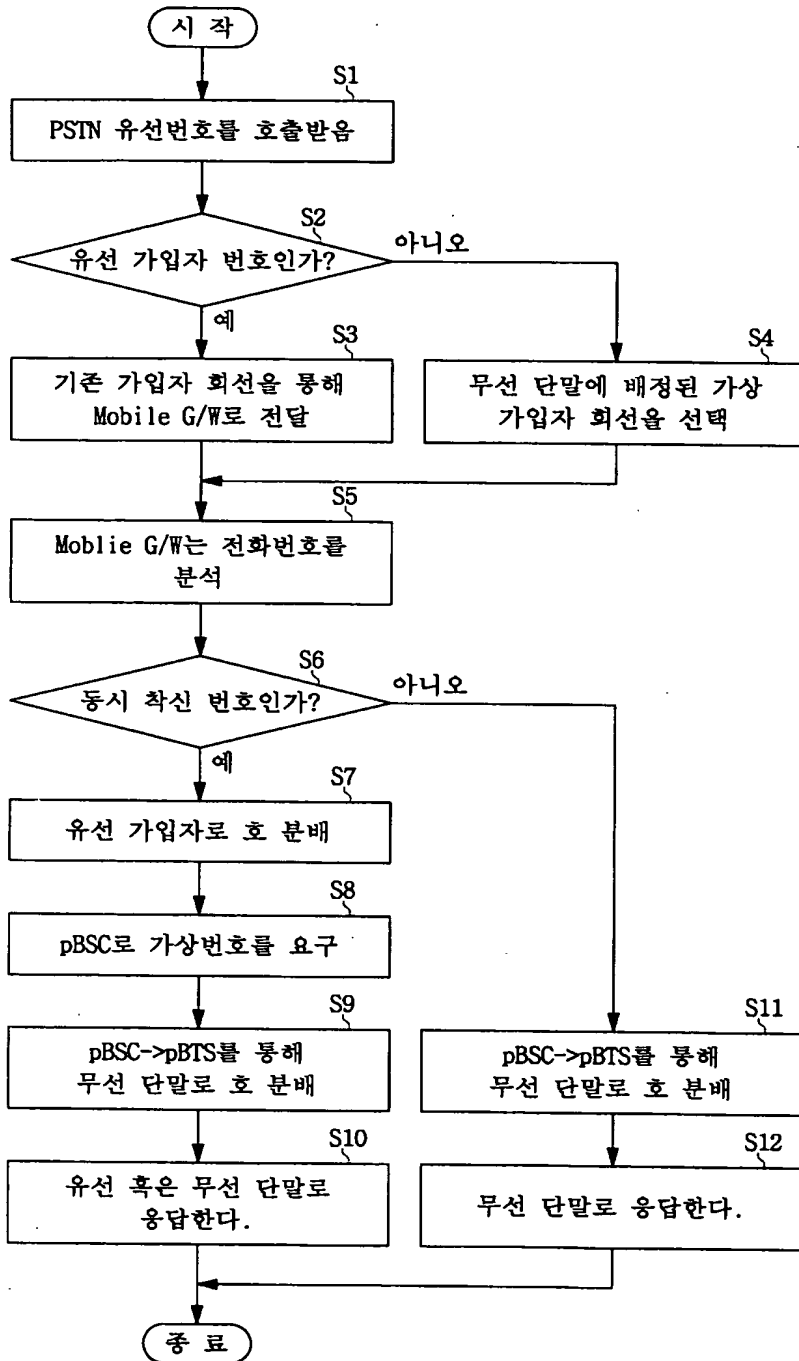 시 작
S1
PSTN 유선번호를 호출받음
S2
유선 가입자 번호인가?
아니오
예
S3
기존 가입자 회선을 통해
Mobile G/W로 전달
S4
무선 단말에 배정된 가상
가입자 회선을 선택
S5
Moblie G/W는 전화번호를
분석
S6
동시 착신 번호인가?
아니오
예
S7
유선 가입자로 호 분배
S8
pBSC로 가상번호를 요구
S9
pBSC->pBTS를 통해
무선 단말로 호 분배
S11
pBSC->pBTS를 통해
무선 단말로 호 분배
S10
유선 혹은 무선 단말로
응답한다.
S12
무선 단말로 응답한다.
종 료